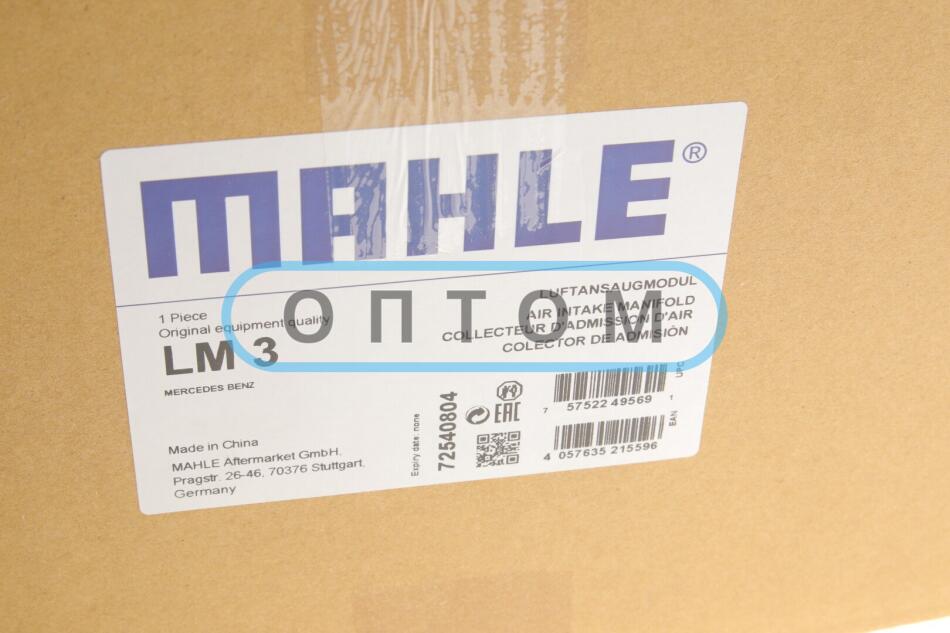 MAHLE®
1 Piece
Original equipment quality
LM 3
MERCEDES BENZ
LUFTANSAUGMODUL
AIR INTAKE MANIFOLD
COLLECTEUR D'ADMISSION D'AIR
COLECTOR DE ADMISIÓN
ОПТОМ
Made in China
MAHLE Aftermarket GmbH.
Pragstr. 26-46, 70376 Stuttgart.
Germany
Expiry date: none
72540804
EAC
UPC
7 57522 49569 1
EAN
4 057635 215596